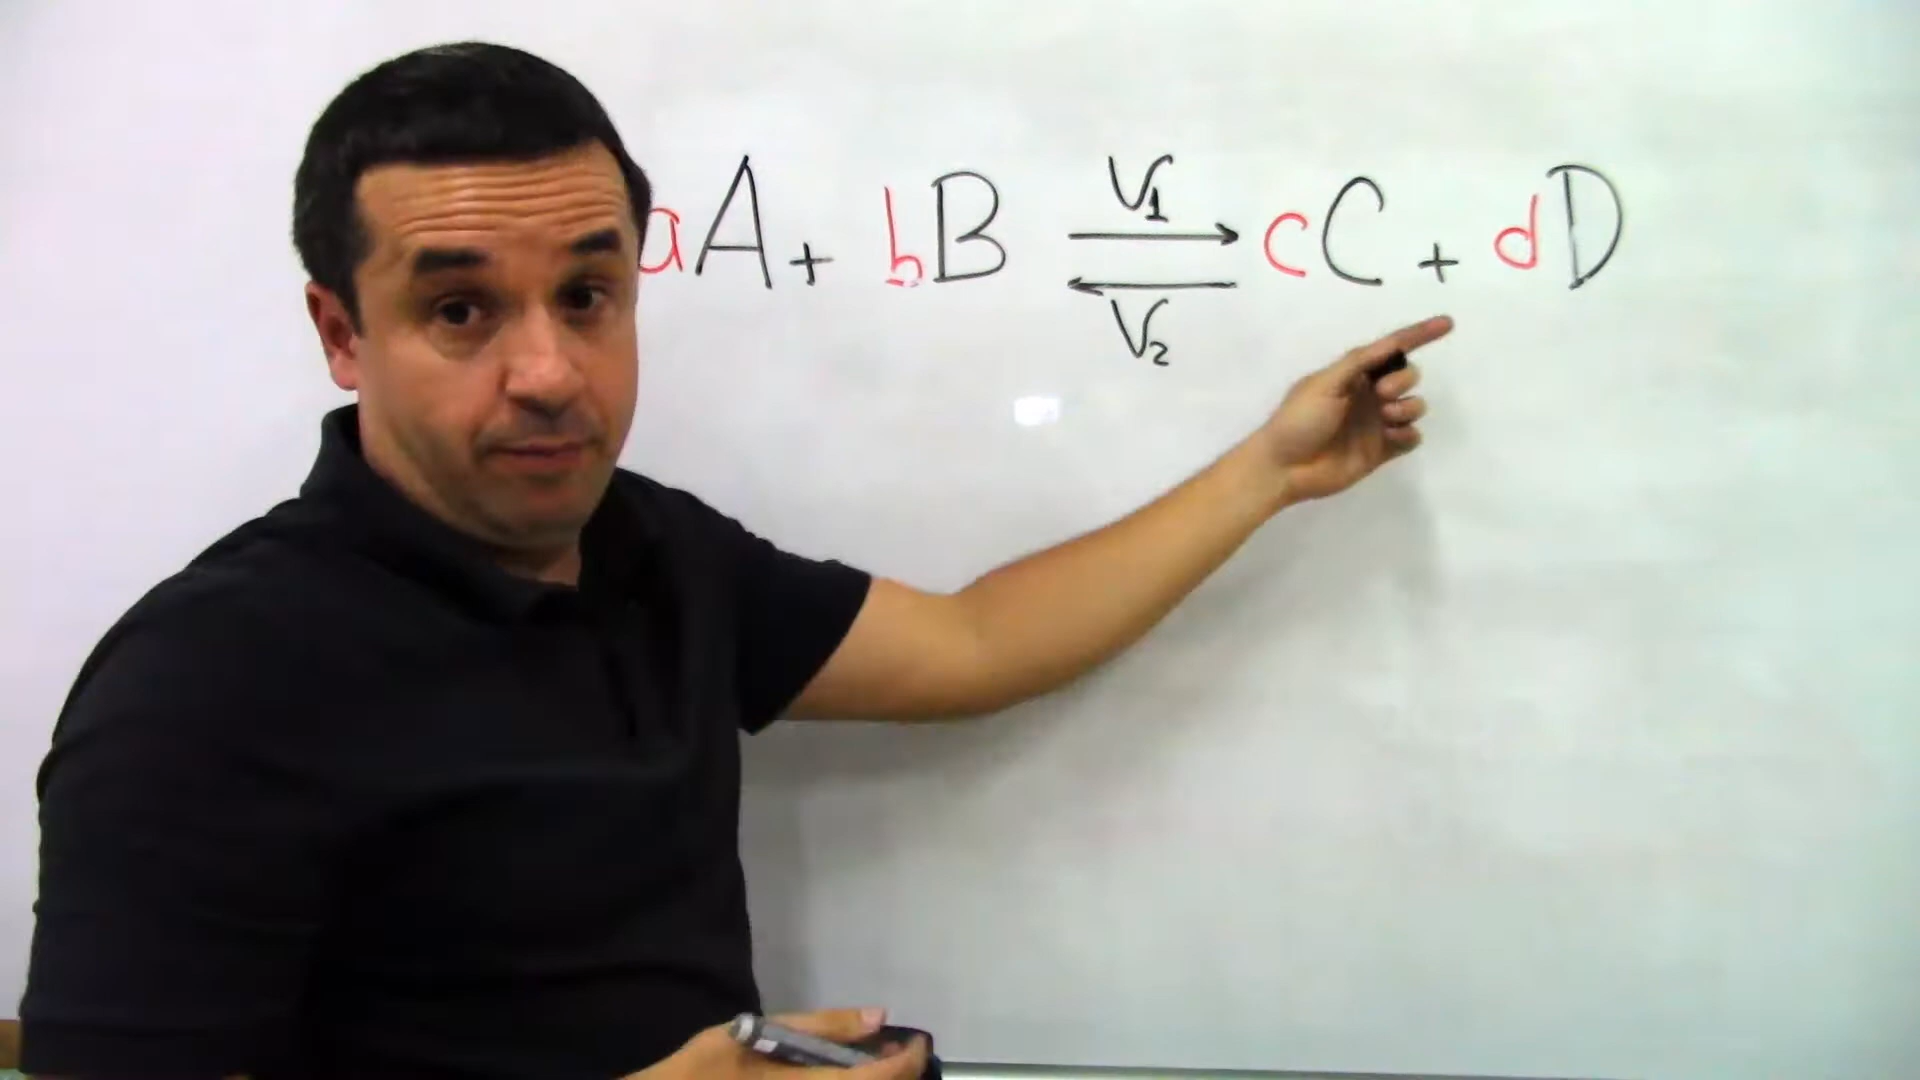 V₁
aA + bB ⇄ cC + dD
V₂